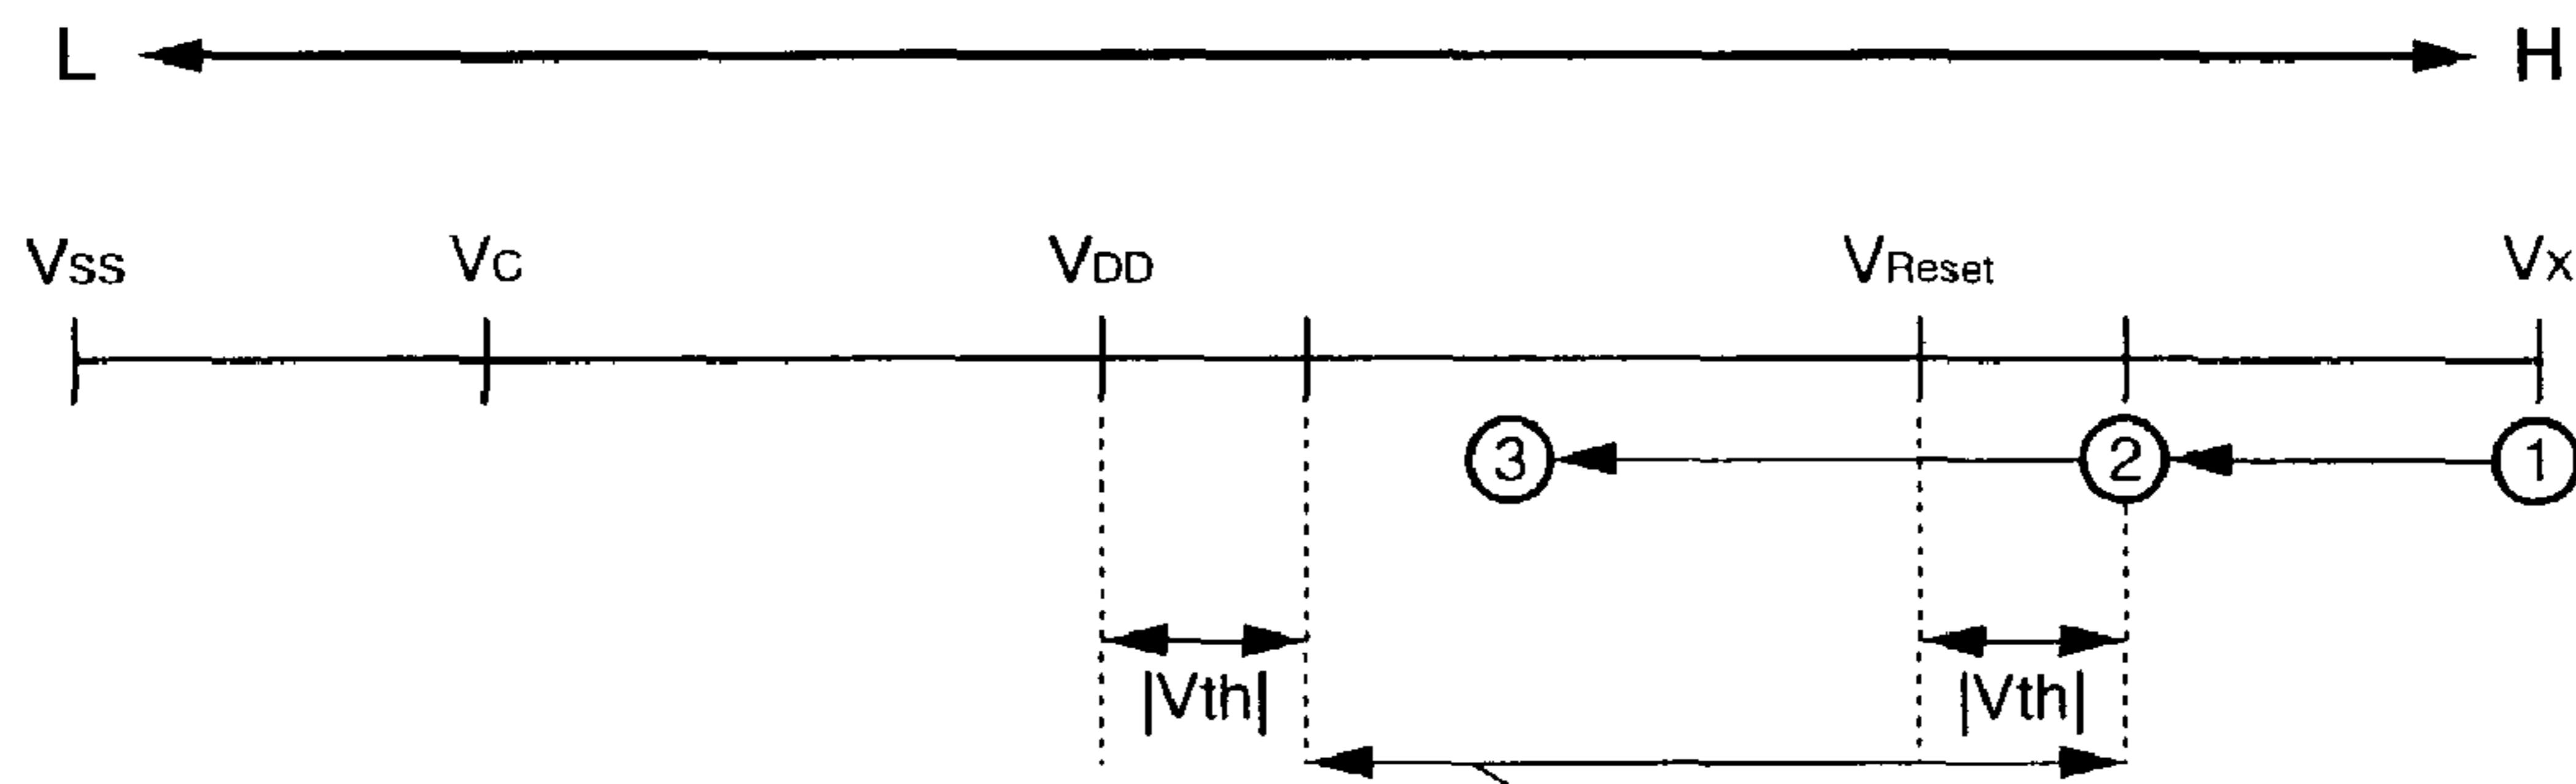 L H
VSS VC VDD VReset VX
③ ② ①
|Vth| |Vth|